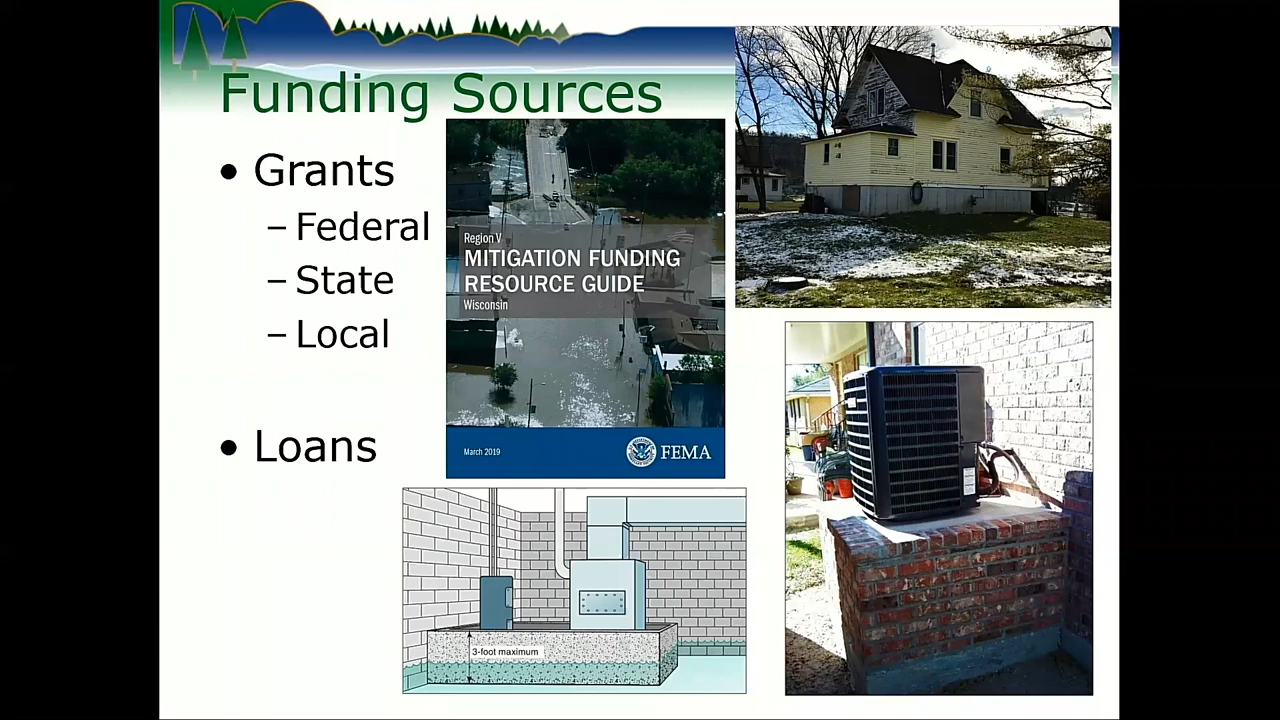 Funding Sources
• Grants
– Federal
– State
– Local
• Loans
Region V
MITIGATION FUNDING
RESOURCE GUIDE
Wisconsin
March 2019
FEMA
3-foot maximum